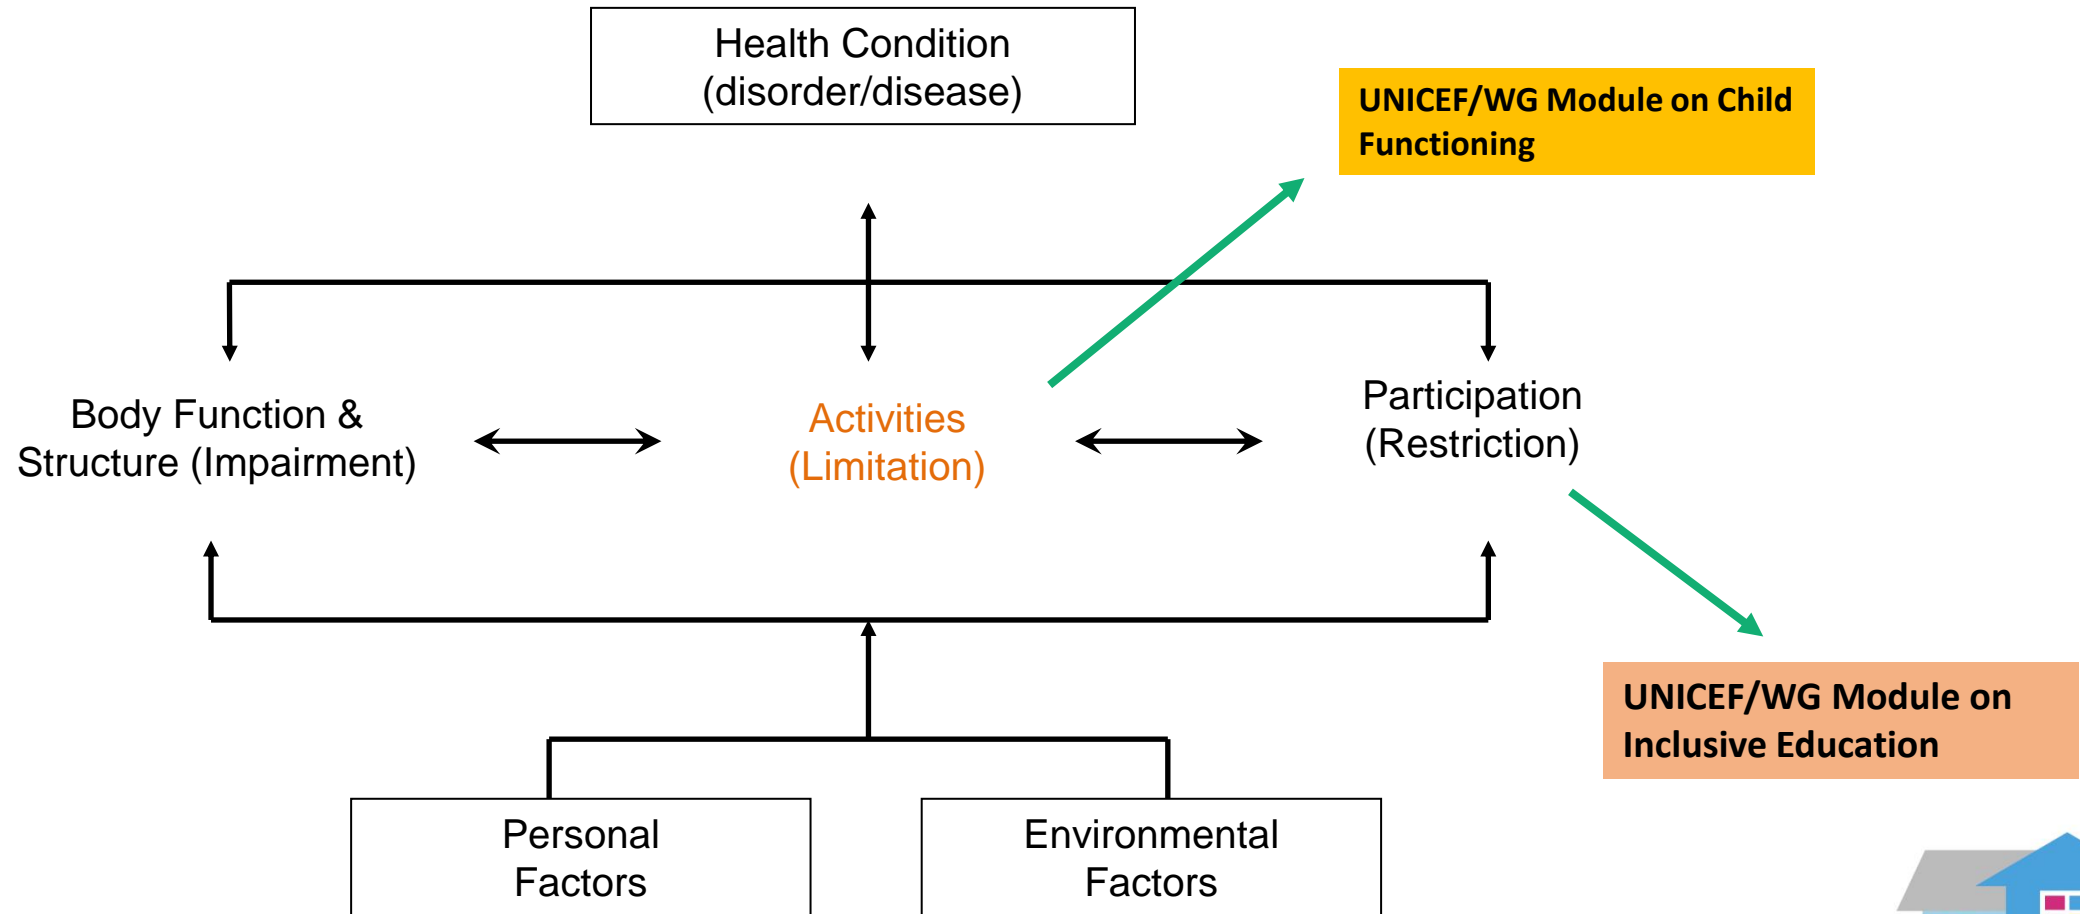 Health Condition
(disorder/disease)
UNICEF/WG Module on Child
Functioning
Body Function &
Structure (Impairment)
Activities
(Limitation)
Participation
(Restriction)
UNICEF/WG Module on
Inclusive Education
Personal
Factors
Environmental
Factors